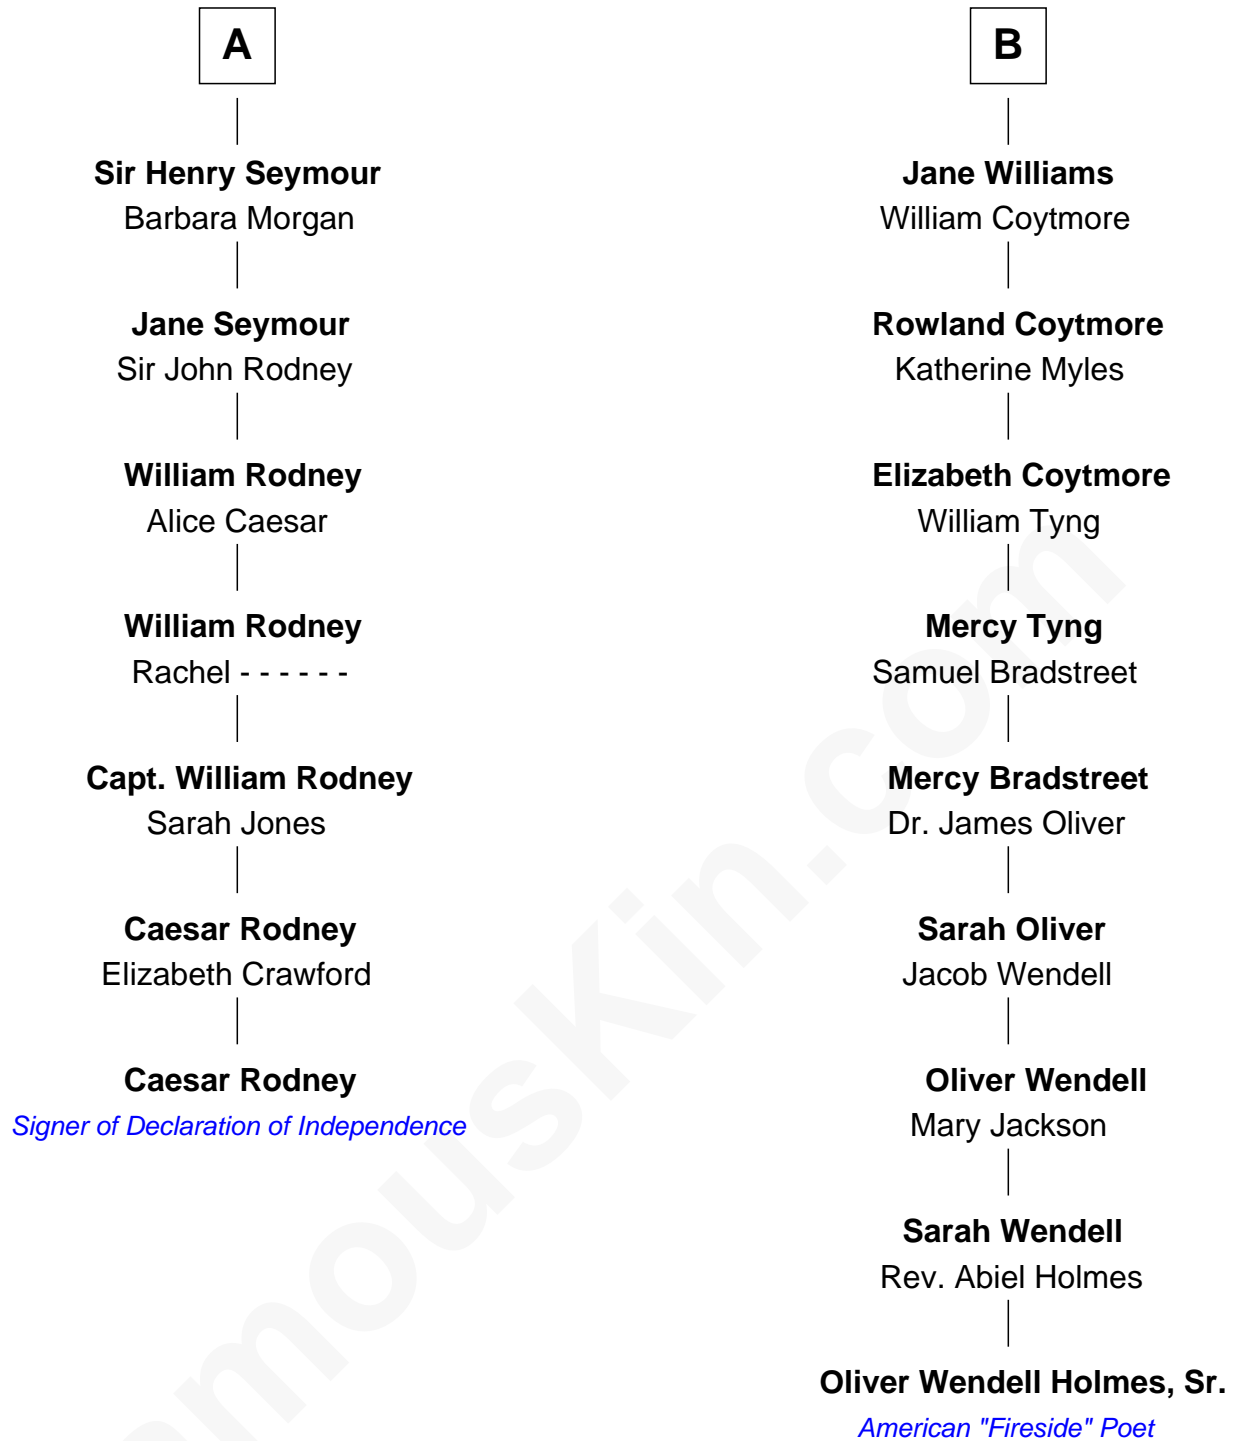 A
Sir Henry Seymour
Barbara Morgan
Jane Seymour
Sir John Rodney
William Rodney
Alice Caesar
William Rodney
Rachel - - - - - -
Capt. William Rodney
Sarah Jones
Caesar Rodney
Elizabeth Crawford
Caesar Rodney
Signer of Declaration of Independence
B
Jane Williams
William Coytmore
Rowland Coytmore
Katherine Myles
Elizabeth Coytmore
William Tyng
Mercy Tyng
Samuel Bradstreet
Mercy Bradstreet
Dr. James Oliver
Sarah Oliver
Jacob Wendell
Oliver Wendell
Mary Jackson
Sarah Wendell
Rev. Abiel Holmes
Oliver Wendell Holmes, Sr.
American "Fireside" Poet
amousKin.com